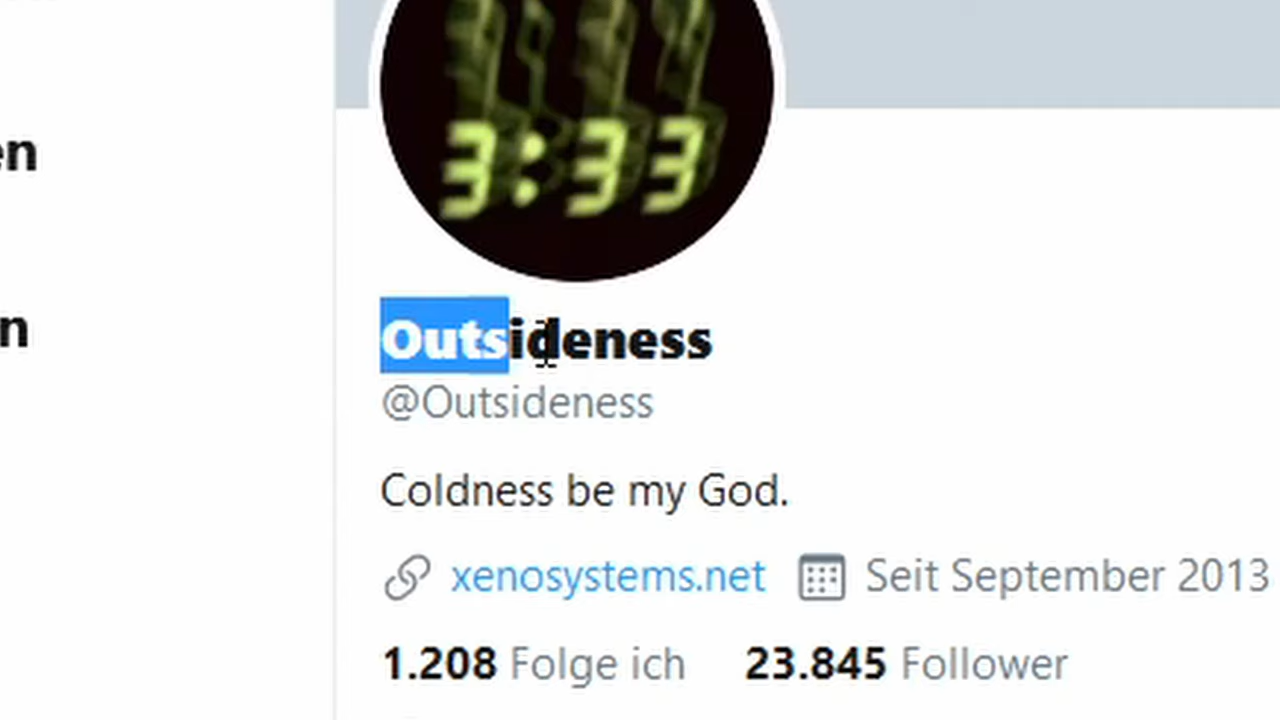 3:33
en
n
Outsideness
@Outsideness
Coldness be my God.
xenosystems.net Seit September 2013
1.208 Folge ich 23.845 Follower